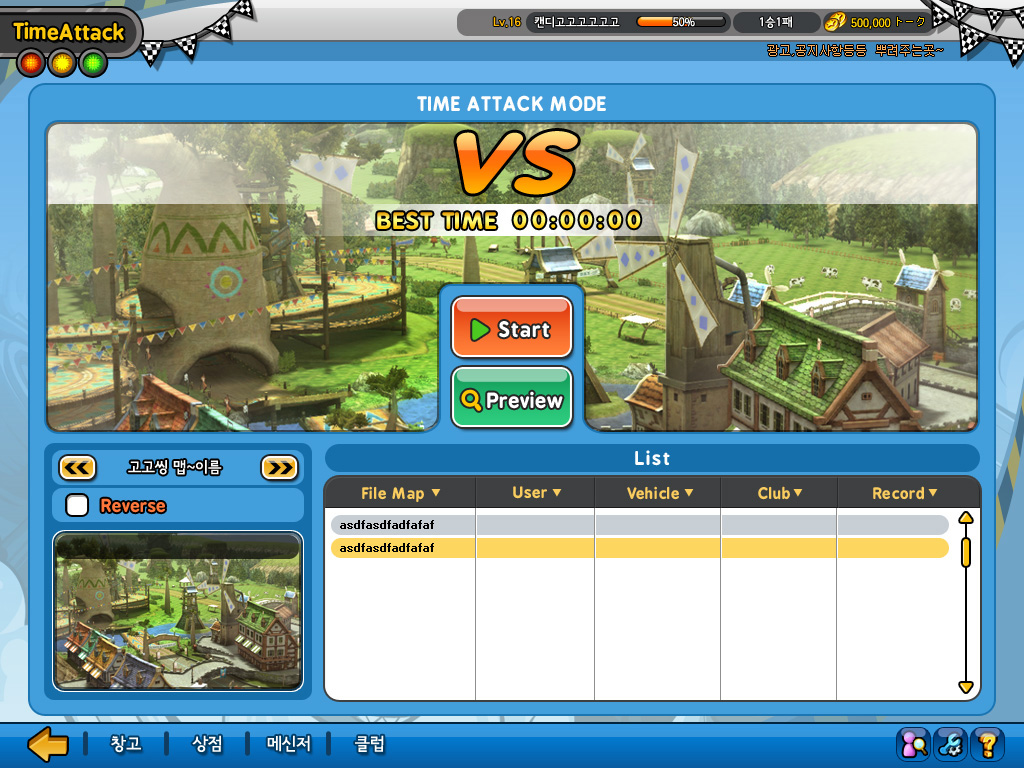 TimeAttack
Lv,16 캔디고고고고고고 50% 1승1패 500,000 トーク
광고,공지사한등등 뿌려주는곳~
TIME ATTACK MODE
VS
BEST TIME 00:00:00
Start
Preview
고고씽 맵~이름
Reverse
List
File Map User Vehicle Club Record
asdfasdfadfafaf
asdfasdfadfafaf
창고 상점 메신저 클럽